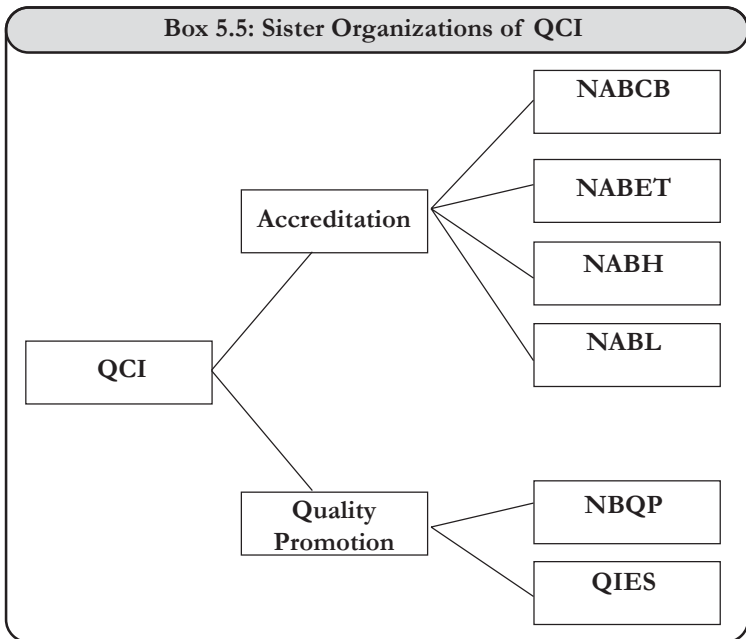 Box 5.5: Sister Organizations of QCI
QCI
Accreditation
NABCB
NABET
NABH
NABL
Quality
Promotion
NBQP
QIES